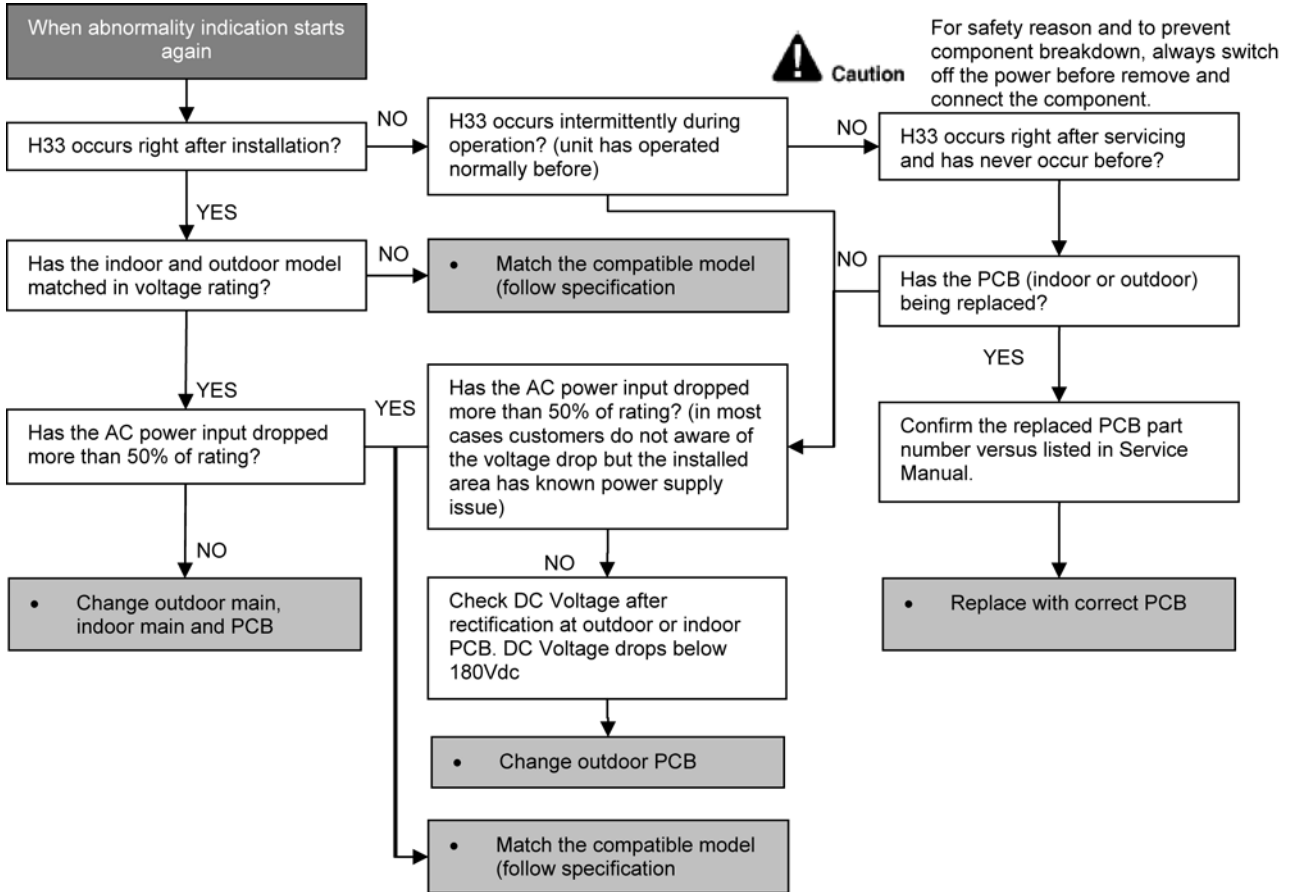 When abnormality indication starts
again
Caution
For safety reason and to prevent
component breakdown, always switch
off the power before remove and
connect the component.
H33 occurs right after installation?
NO
H33 occurs intermittently during
operation? (unit has operated
normally before)
NO
H33 occurs right after servicing
and has never occur before?
YES
Has the indoor and outdoor model
matched in voltage rating?
NO
• Match the compatible model
(follow specification
NO
Has the PCB (indoor or outdoor)
being replaced?
YES
YES
Has the AC power input dropped
more than 50% of rating?
YES
Has the AC power input dropped
more than 50% of rating? (in most
cases customers do not aware of
the voltage drop but the installed
area has known power supply
issue)
Confirm the replaced PCB part
number versus listed in Service
Manual.
NO
• Change outdoor main,
indoor main and PCB
NO
Check DC Voltage after
rectification at outdoor or indoor
PCB. DC Voltage drops below
180Vdc
• Replace with correct PCB
• Change outdoor PCB
• Match the compatible model
(follow specification